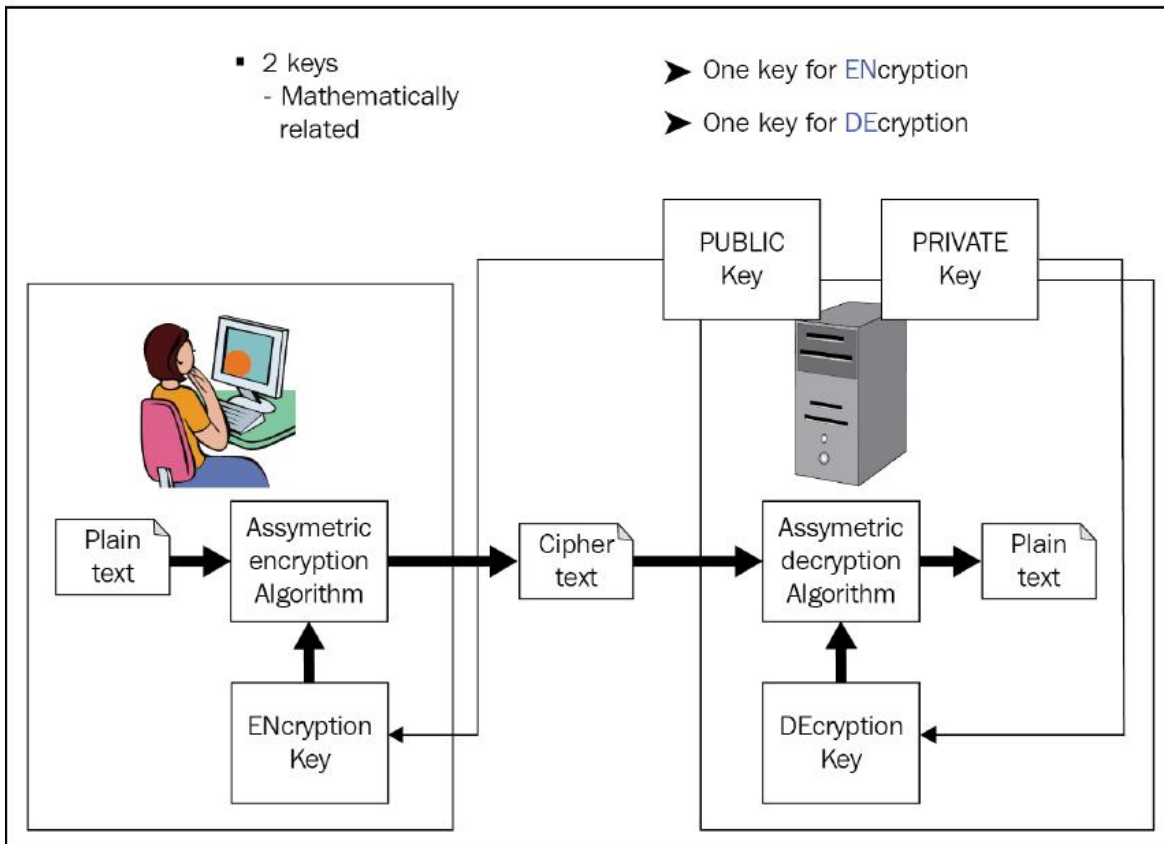 ▪ 2 keys
- Mathematically
related
➤ One key for ENcryption
➤ One key for DEcryption
PUBLIC
Key
PRIVATE
Key
Plain
text
Assymetric
encryption
Algorithm
Cipher
text
Assymetric
decryption
Algorithm
Plain
text
ENcryption
Key
DEcryption
Key